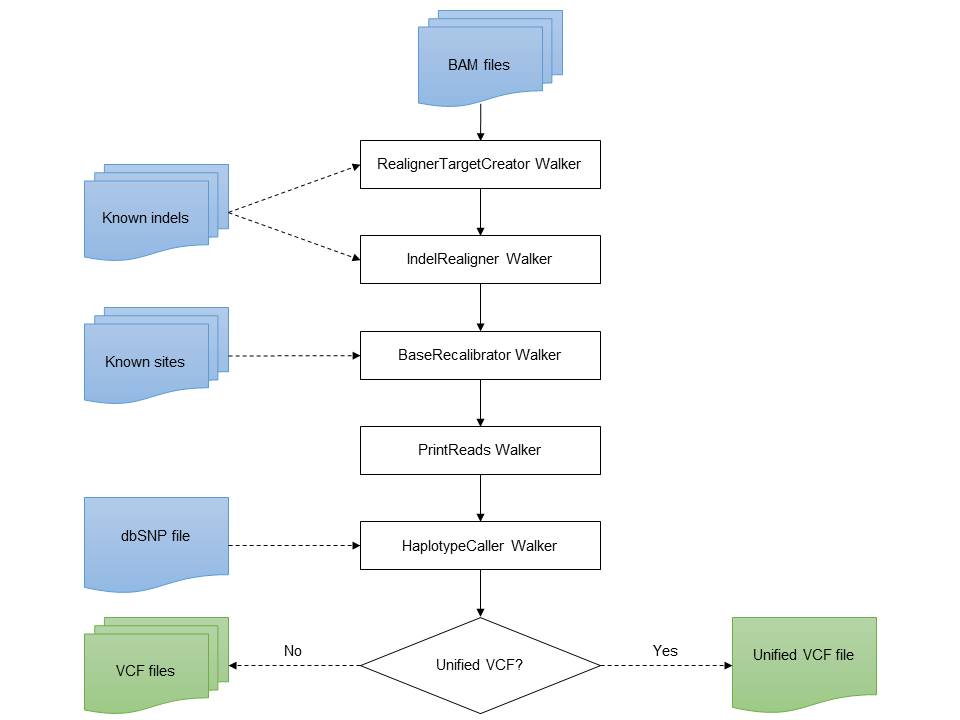 BAM files
RealignerTargetCreator Walker
Known indels
IndelRealigner Walker
Known sites
BaseRecalibrator Walker
PrintReads Walker
dbSNP file
HaplotypeCaller Walker
No
Yes
VCF files
Unified VCF?
Unified VCF file